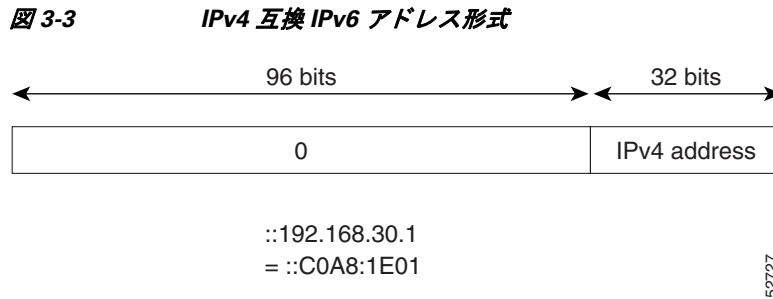 図 3-3 IPv4 互換 IPv6 アドレス形式
96 bits 32 bits
0 IPv4 address
::192.168.30.1
= ::C0A8:1E01
52727